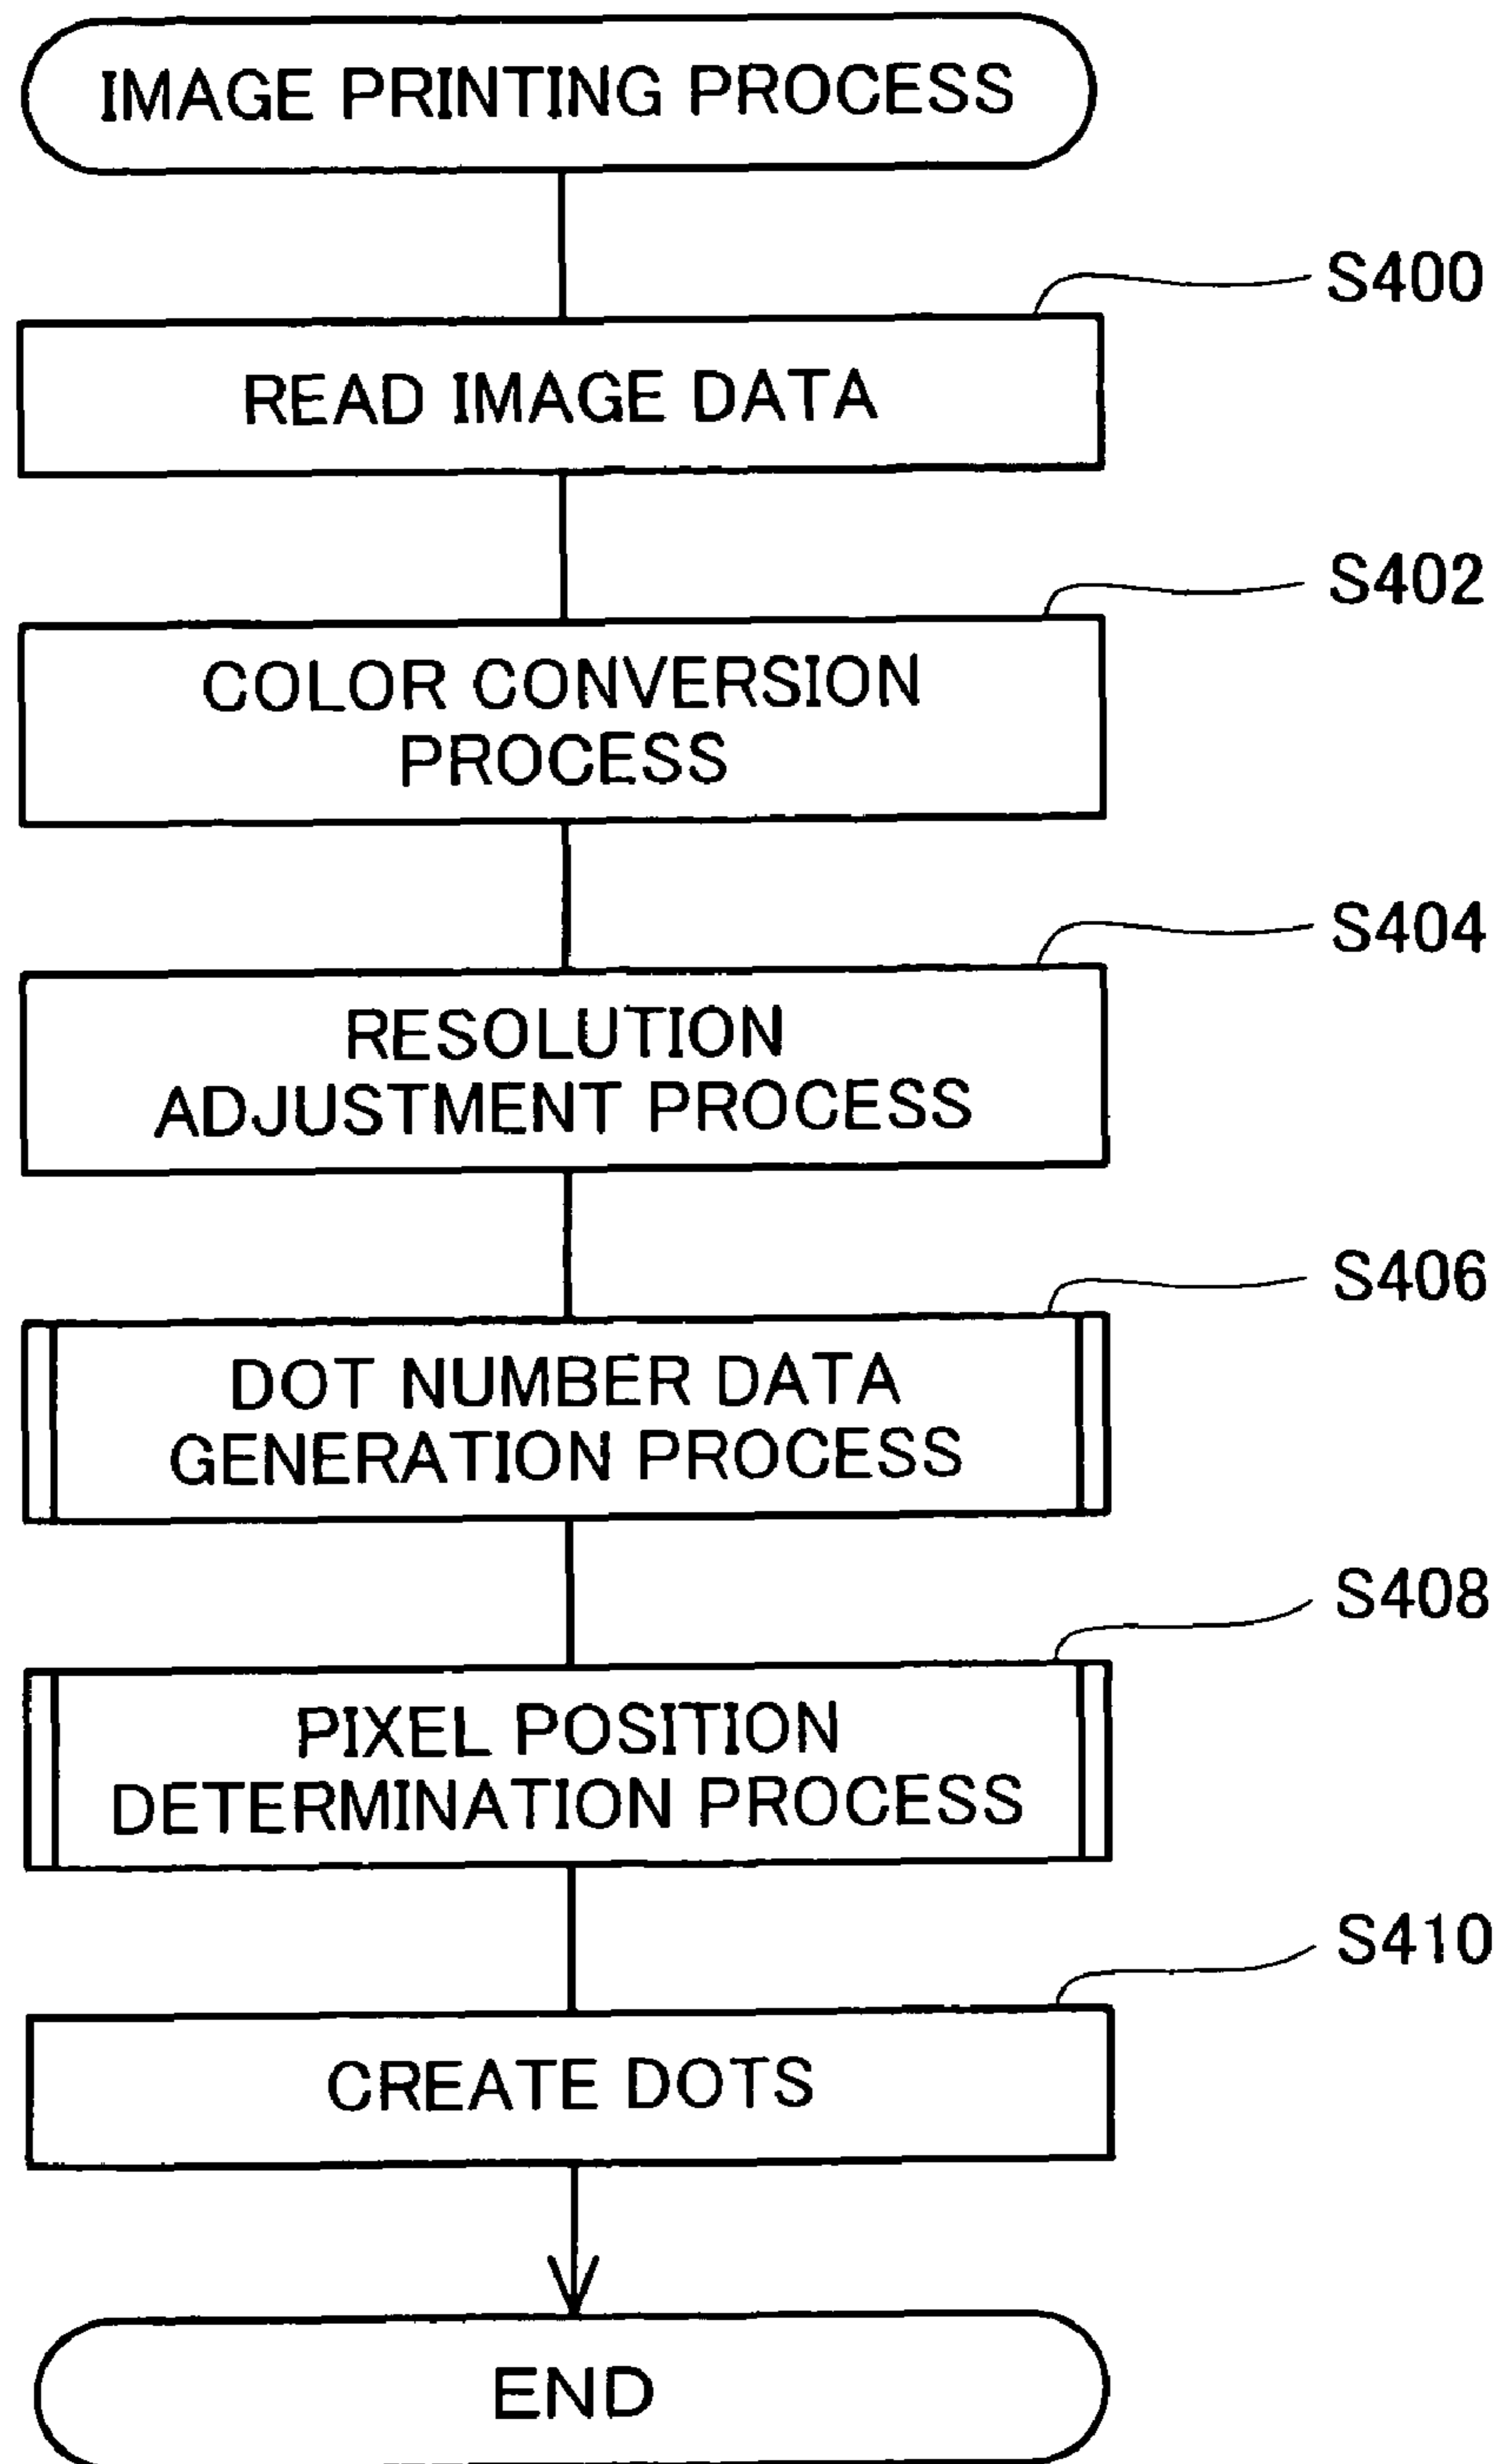 IMAGE PRINTING PROCESS
S400
READ IMAGE DATA
S402
COLOR CONVERSION
PROCESS
S404
RESOLUTION
ADJUSTMENT PROCESS
S406
DOT NUMBER DATA
GENERATION PROCESS
S408
PIXEL POSITION
DETERMINATION PROCESS
S410
CREATE DOTS
END